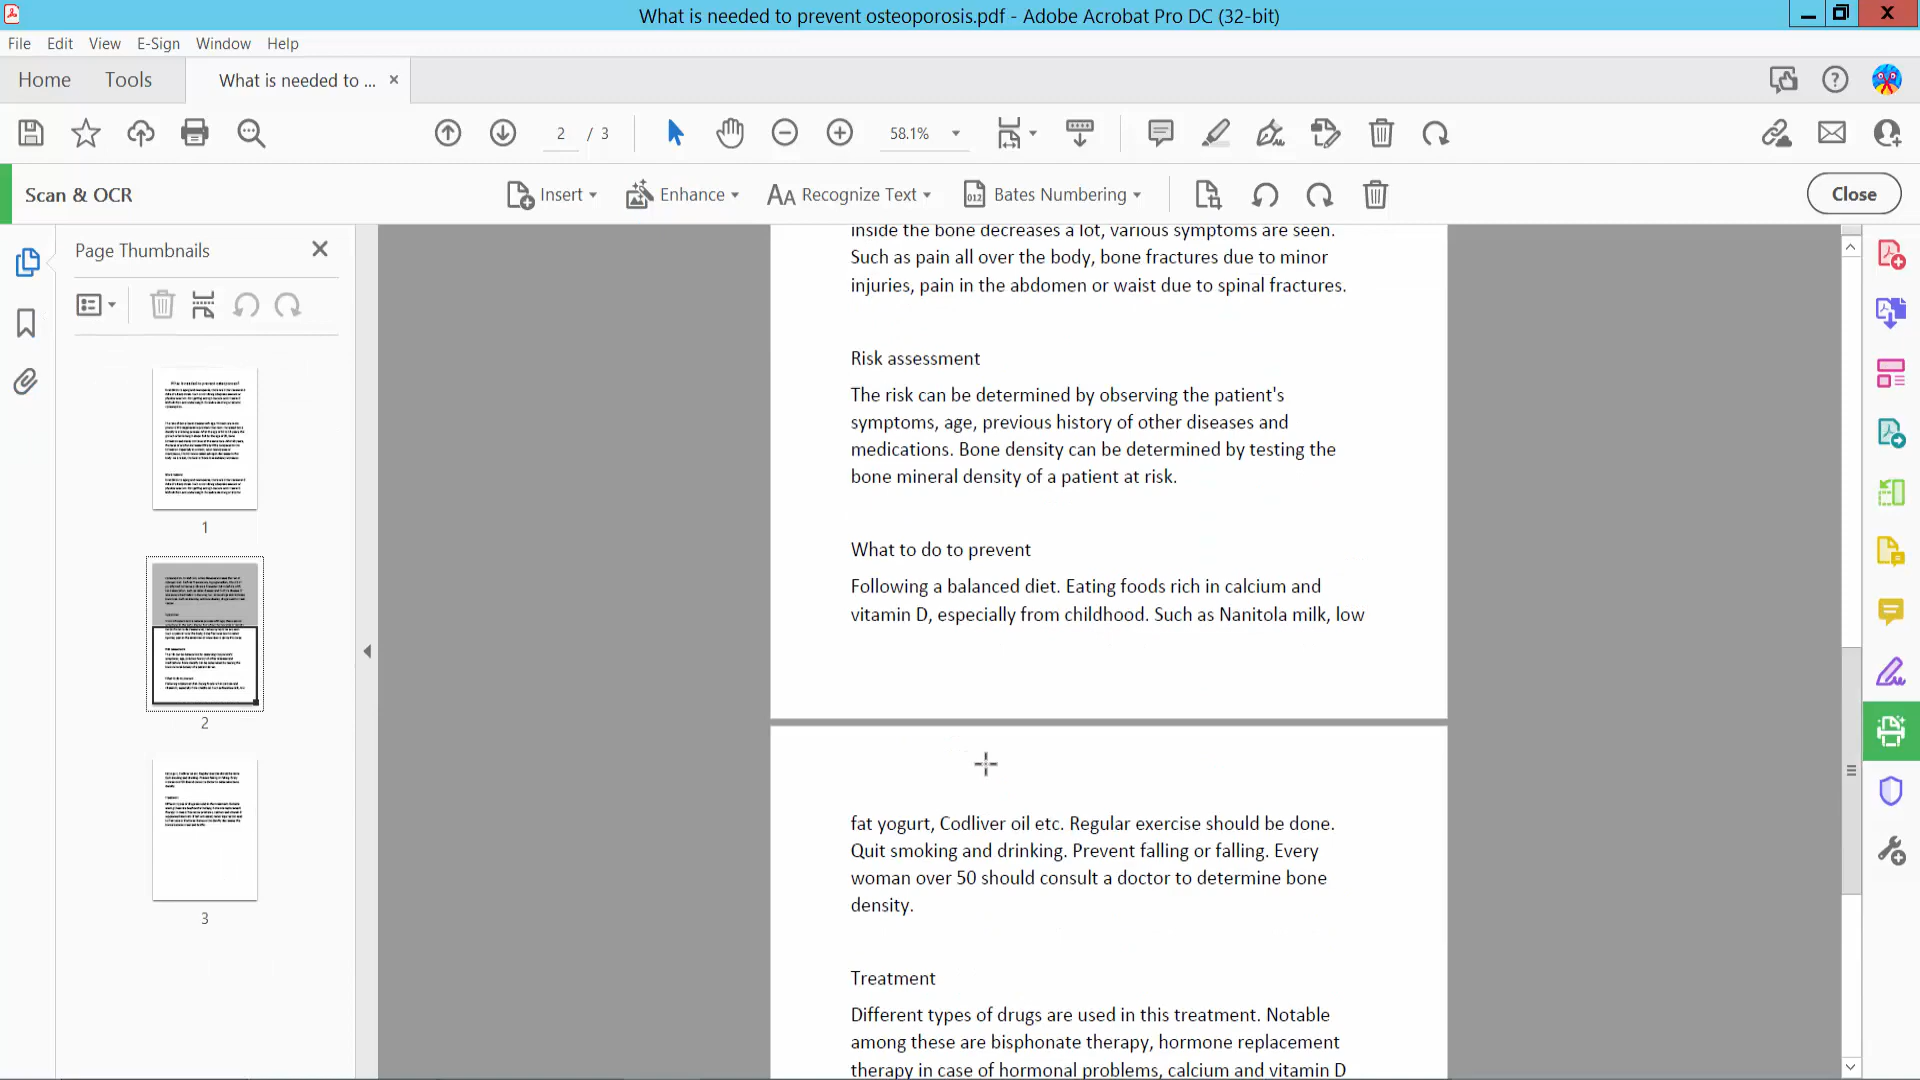 What is needed to prevent osteoporosis.pdf - Adobe Acrobat Pro DC (32-bit)
File Edit View E-Sign Window Help
Home Tools What is needed to ...
2 / 3 58.1%
Scan & OCR Insert Enhance Recognize Text Bates Numbering Close
Page Thumbnails
1
2
3
inside the bone decreases a lot, various symptoms are seen.
Such as pain all over the body, bone fractures due to minor
injuries, pain in the abdomen or waist due to spinal fractures.
Risk assessment
The risk can be determined by observing the patient's
symptoms, age, previous history of other diseases and
medications. Bone density can be determined by testing the
bone mineral density of a patient at risk.
What to do to prevent
Following a balanced diet. Eating foods rich in calcium and
vitamin D, especially from childhood. Such as Nanitola milk, low
fat yogurt, Codliver oil etc. Regular exercise should be done.
Quit smoking and drinking. Prevent falling or falling. Every
woman over 50 should consult a doctor to determine bone
density.
Treatment
Different types of drugs are used in this treatment. Notable
among these are bisphonate therapy, hormone replacement
therapy in case of hormonal problems, calcium and vitamin D